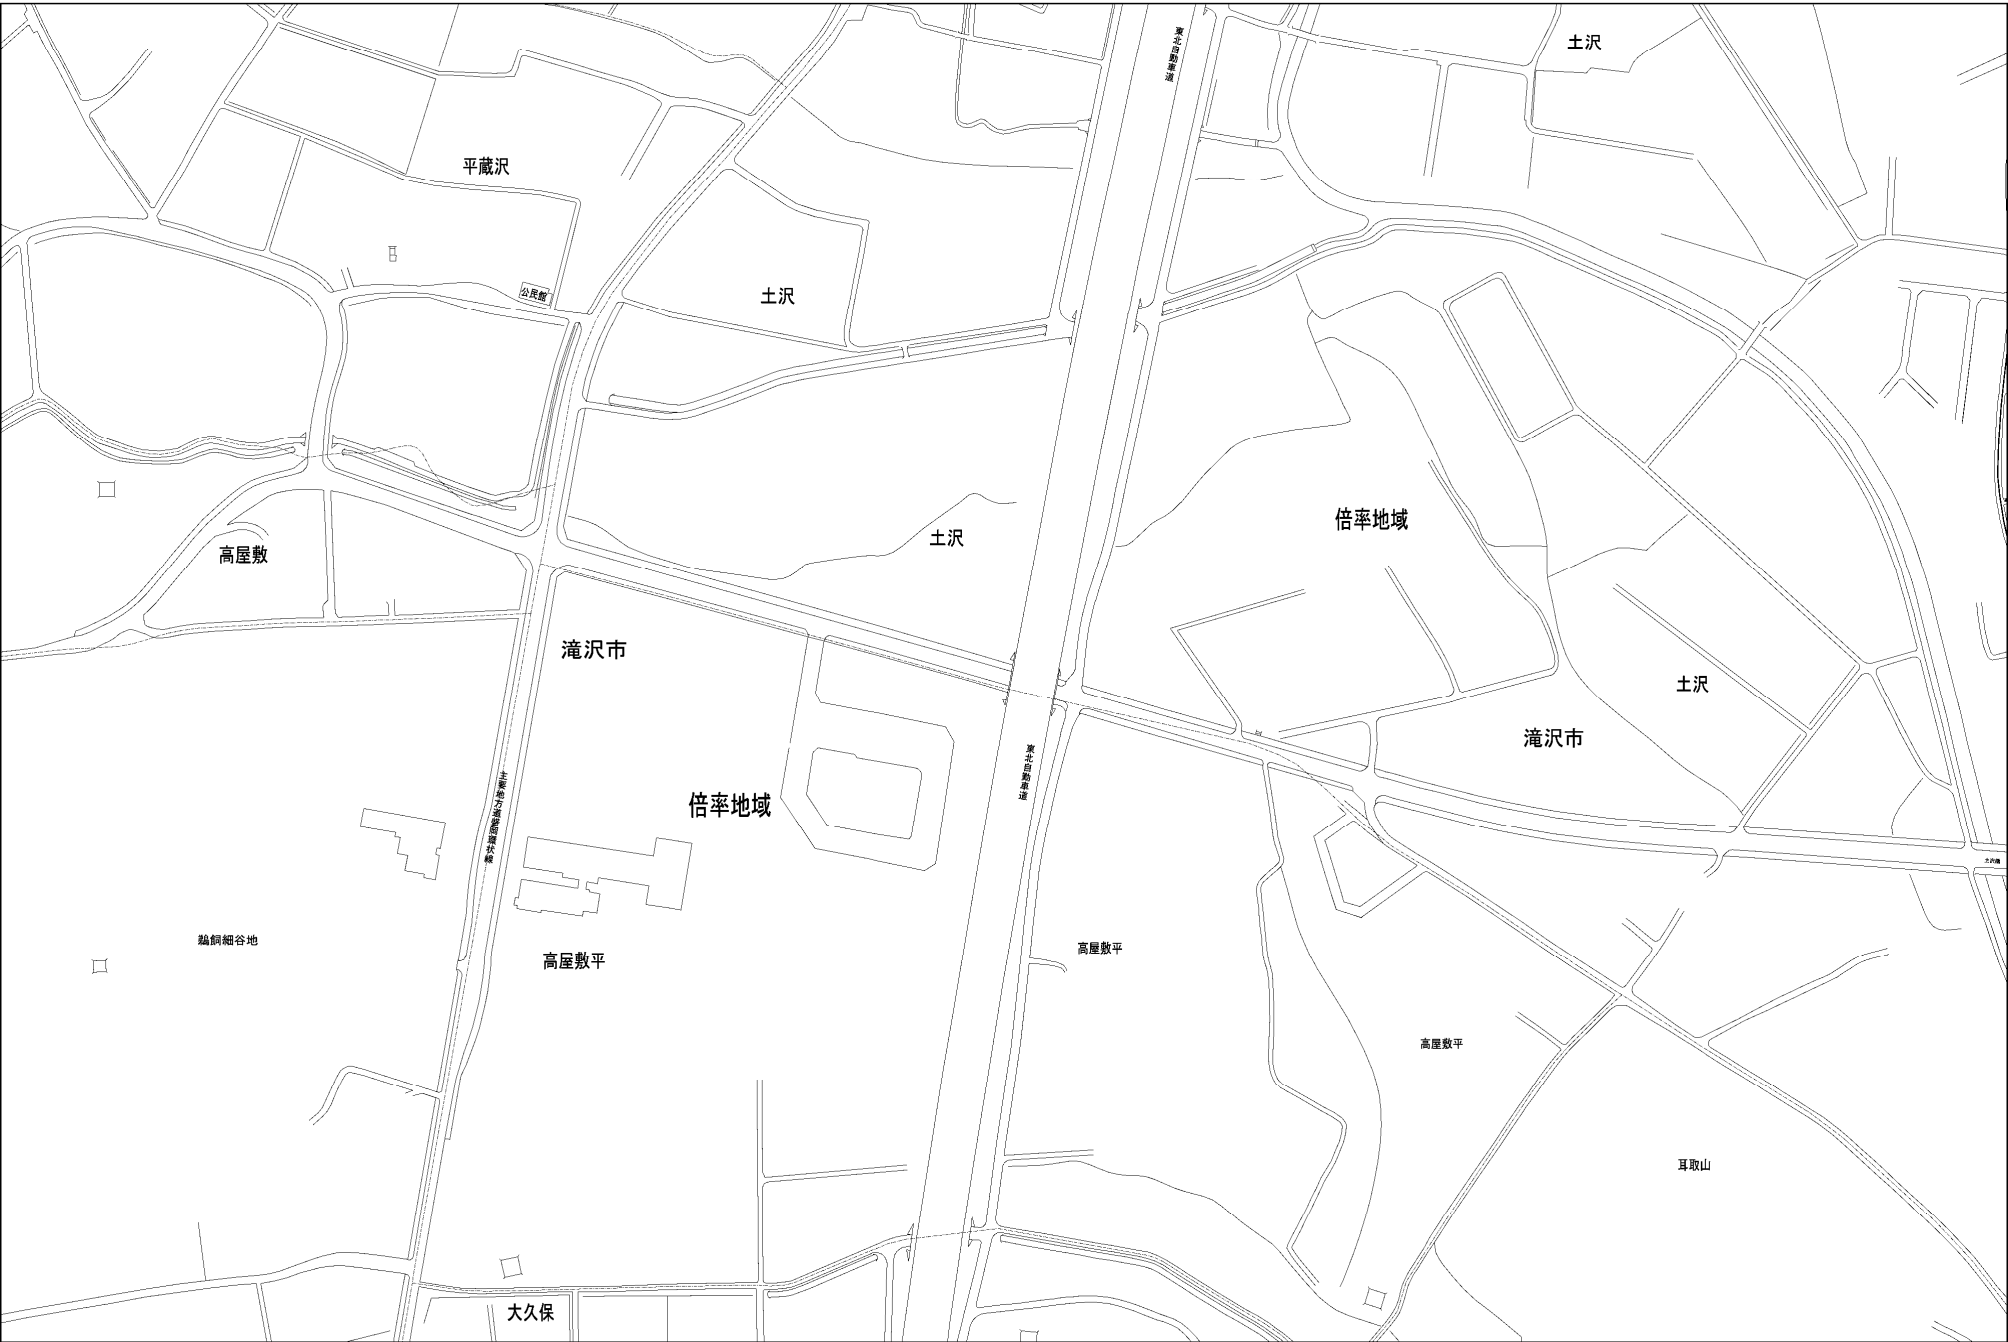 東北自動車道
土沢
平蔵沢
公民館
土沢
倍率地域
土沢
高屋敷
滝沢市
土沢
滝沢市
東北自動車道
主要地方道盛岡環状線
倍率地域
土沢橋
鵜飼細谷地
高屋敷平
高屋敷平
高屋敷平
耳取山
大久保